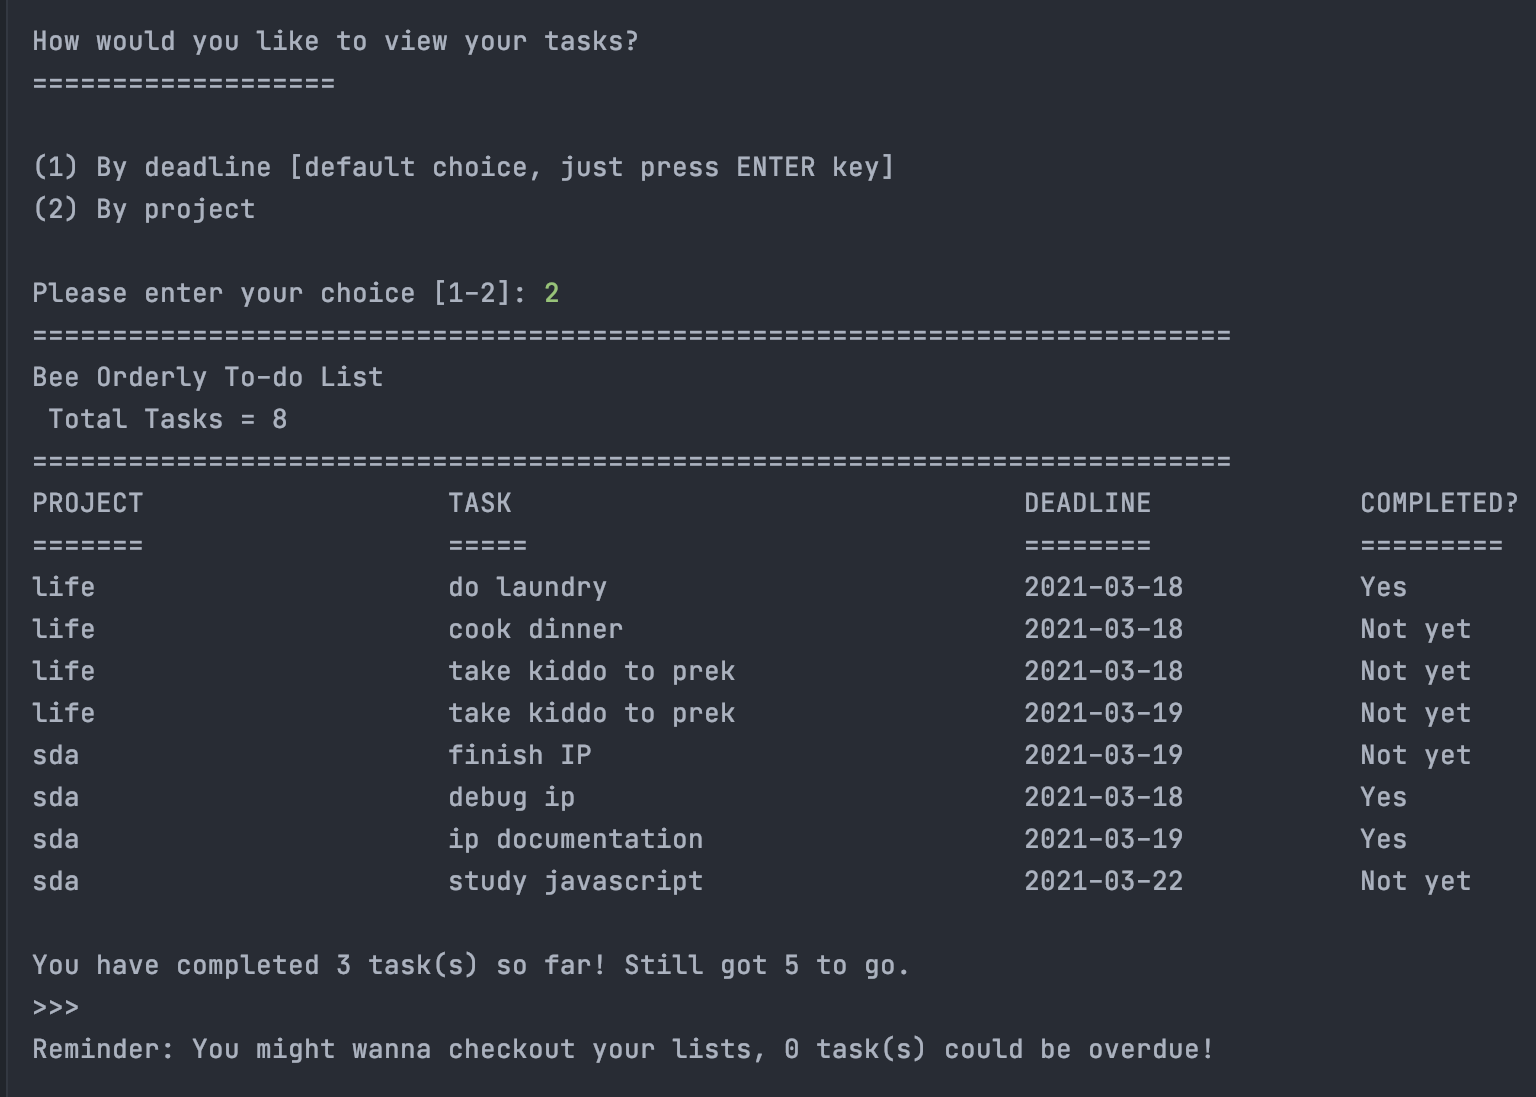 How would you like to view your tasks?
===================
(1) By deadline [default choice, just press ENTER key]
(2) By project
Please enter your choice [1-2]: 2
===========================================================================
Bee Orderly To-do List
Total Tasks = 8
===========================================================================
PROJECT TASK DEADLINE COMPLETED?
======= ===== ======== =========
life do laundry 2021-03-18 Yes
life cook dinner 2021-03-18 Not yet
life take kiddo to prek 2021-03-18 Not yet
life take kiddo to prek 2021-03-19 Not yet
sda finish IP 2021-03-19 Not yet
sda debug ip 2021-03-18 Yes
sda ip documentation 2021-03-19 Yes
sda study javascript 2021-03-22 Not yet
You have completed 3 task(s) so far! Still got 5 to go.
>>>
Reminder: You might wanna checkout your lists, 0 task(s) could be overdue!